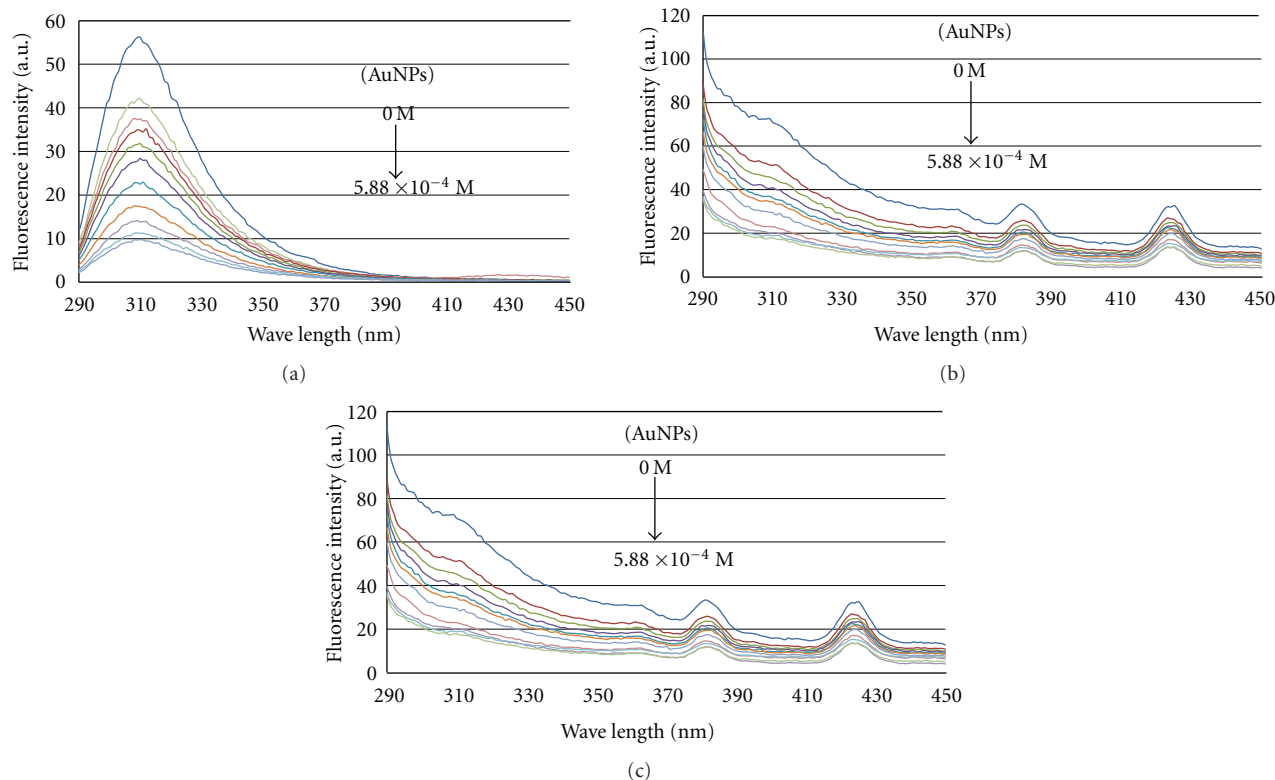 60
50
40
30
20
10
0
290 310 330 350 370 390 410 430 450
Fluorescence intensity (a.u.)
Wave length (nm)
(AuNPs)
0 M
5.88 ×10⁻⁴ M
(a)
120
100
80
60
40
20
0
290 310 330 350 370 390 410 430 450
Fluorescence intensity (a.u.)
Wave length (nm)
(AuNPs)
0 M
5.88 ×10⁻⁴ M
(b)
120
100
80
60
40
20
0
290 310 330 350 370 390 410 430 450
Fluorescence intensity (a.u.)
Wave length (nm)
(AuNPs)
0 M
5.88 ×10⁻⁴ M
(c)